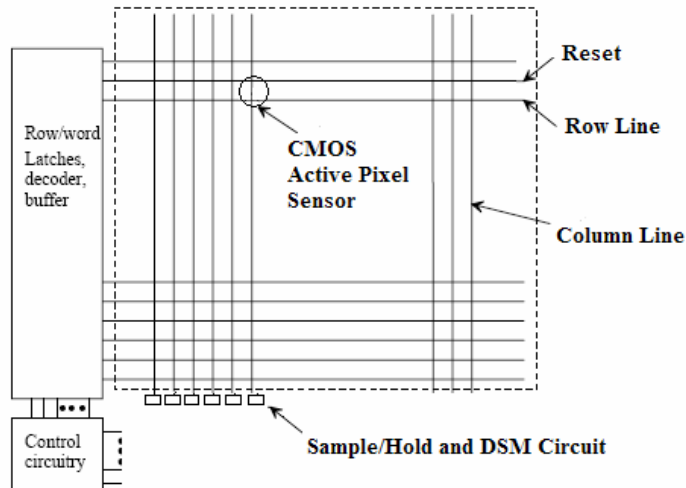 Reset
Row Line
Row/word
Latches,
decoder,
buffer
CMOS
Active Pixel
Sensor
Column Line
Sample/Hold and DSM Circuit
Control
circuitry